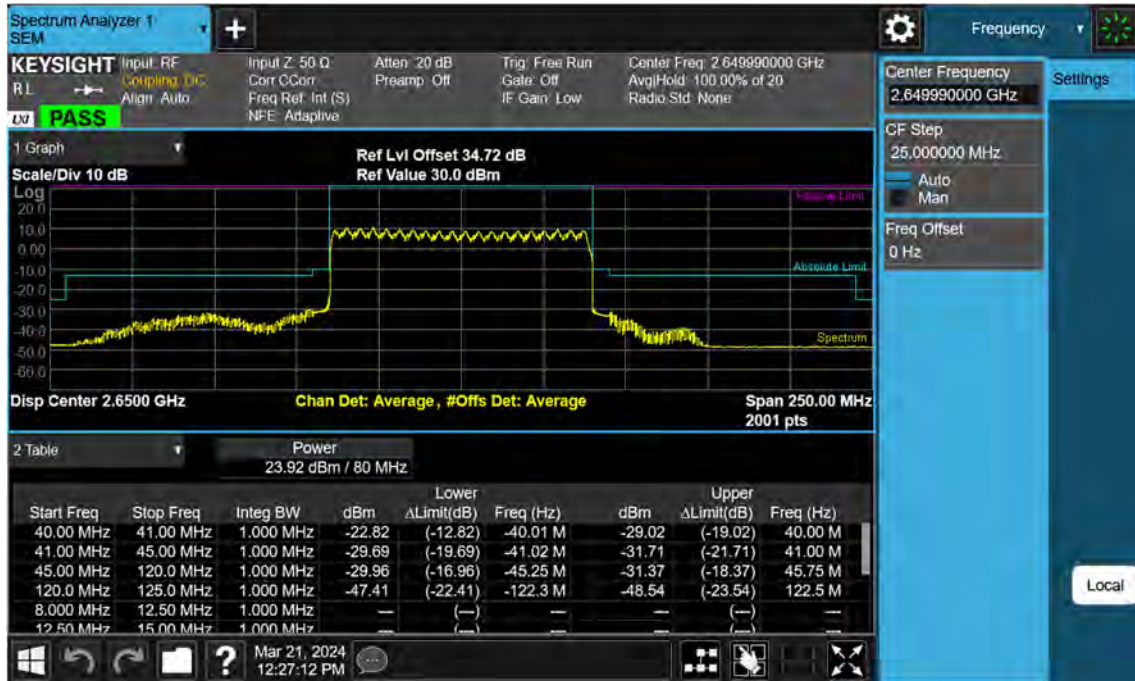 Spectrum Analyzer 1
SEM
+
Frequency
KEYSIGHT
RL
LXI PASS
Input: RF
Coupling: DC
Align: Auto
Input Z: 50 Ω
Corr CCorr
Freq Ref: Int (S)
NFE: Adaptive
Atten: 20 dB
Preamp: Off
Trig: Free Run
Gate: Off
IF Gain: Low
Center Freq: 2.649990000 GHz
Avg|Hold: 100.00% of 20
Radio Std: None
Center Frequency
2.649990000 GHz
Settings
CF Step
25.000000 MHz
Auto
Man
Freq Offset
0 Hz
1 Graph
Scale/Div 10 dB
Ref Lvl Offset 34.72 dB
Ref Value 30.0 dBm
Log
20.0
10.0
0.00
-10.0
-20.0
-30.0
-40.0
-50.0
-60.0
Relative Limit
Absolute Limit
Spectrum
Disp Center 2.6500 GHz
Chan Det: Average, #Offs Det: Average
Span 250.00 MHz
2001 pts
2 Table
Power
23.92 dBm / 80 MHz
Lower Upper
Start Freq Stop Freq Integ BW dBm ΔLimit(dB) Freq (Hz) dBm ΔLimit(dB) Freq (Hz)
40.00 MHz 41.00 MHz 1.000 MHz -22.82 (-12.82) -40.01 M -29.02 (-19.02) 40.00 M
41.00 MHz 45.00 MHz 1.000 MHz -29.69 (-19.69) -41.02 M -31.71 (-21.71) 41.00 M
45.00 MHz 120.0 MHz 1.000 MHz -29.96 (-16.96) -45.25 M -31.37 (-18.37) 45.75 M
120.0 MHz 125.0 MHz 1.000 MHz -47.41 (-22.41) -122.3 M -48.54 (-23.54) 122.5 M
8.000 MHz 12.50 MHz 1.000 MHz --- (---) --- --- (---) ---
12.50 MHz 15.00 MHz 1.000 MHz
Local
?
Mar 21, 2024
12:27:12 PM